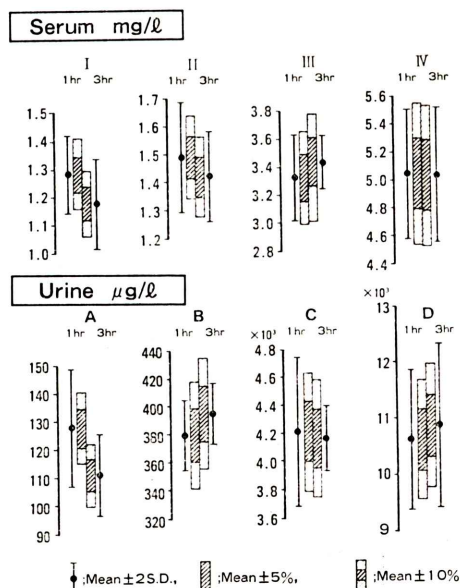 Serum mg/ℓ
I II III IV
1hr 3hr 1hr 3hr 1hr 3hr 1hr 3hr
1.5 1.4 1.3 1.2 1.1 1.0
1.7 1.6 1.5 1.4 1.3 1.2
3.8 3.6 3.4 3.2 3.0 2.8
5.6 5.4 5.2 5.0 4.8 4.6 4.4
Urine μg/ℓ
A B C D
1hr 3hr 1hr 3hr 1hr 3hr 1hr 3hr
150 140 130 120 110 100 90
440 420 400 380 360 340 320
×10³ 4.8 4.6 4.4 4.2 4.0 3.8 3.6
×10³ 13 12 11 10 9
;Mean±2S.D., ;Mean±5%, ;Mean±10%